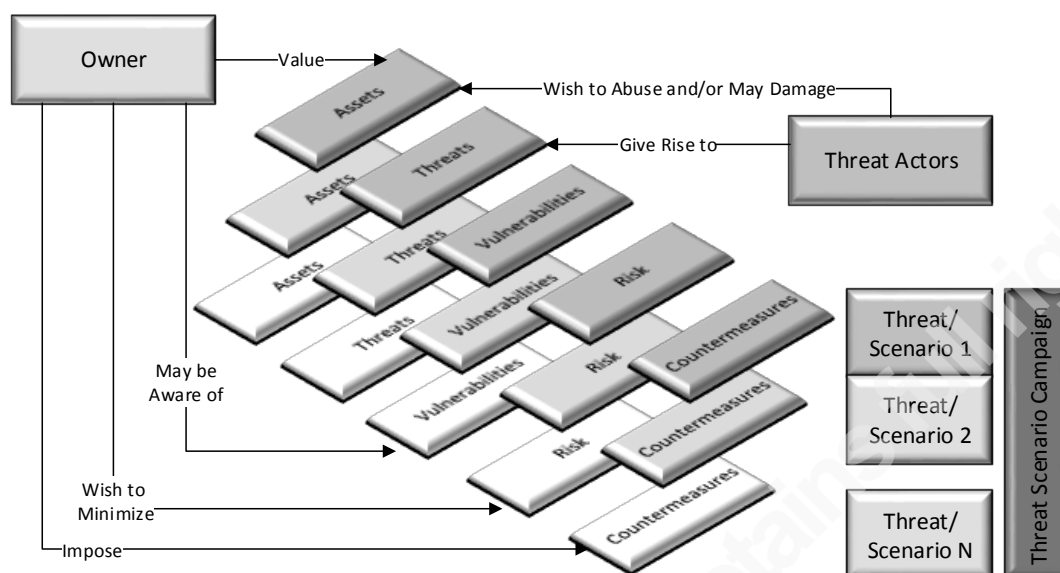 Owner
Value
Assets
Wish to Abuse and/or May Damage
Threats
Give Rise to
Threat Actors
Assets
Vulnerabilities
Threats
Risk
Assets
Vulnerabilities
Countermeasures
Threats
Risk
Vulnerabilities
Countermeasures
Risk
Countermeasures
May be
Aware of
Wish to
Minimize
Impose
Threat/
Scenario 1
Threat/
Scenario 2
Threat/
Scenario N
Threat Scenario Campaign